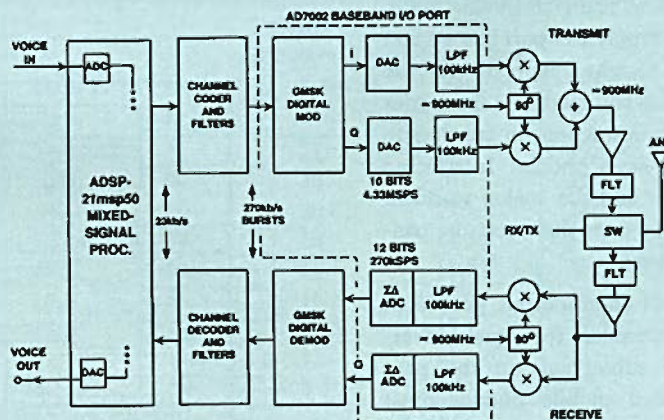 AD7002 BASEBAND I/O PORT
TRANSMIT
VOICE
IN
ADC
ADSP-
21msp50
MIXED-
SIGNAL
PROC.
CHANNEL
CODER
AND
FILTERS
GMSK
DIGITAL
MOD
I
DAC
LPF
100kHz
≈ 900MHz
90°
≈ 900MHz
Q
DAC
LPF
100kHz
10 BITS
4.33MSPS
23kb/s
270kb/s
BURSTS
FLT
AN
RX/TX
SW
FLT
12 BITS
270kSPS
CHANNEL
DECODER
AND
FILTERS
GMSK
DIGITAL
DEMOD
ΣΔ
ADC
LPF
100kHz
≈ 900MHz
90°
Q
ΣΔ
ADC
LPF
100kHz
VOICE
OUT
DAC
RECEIVE